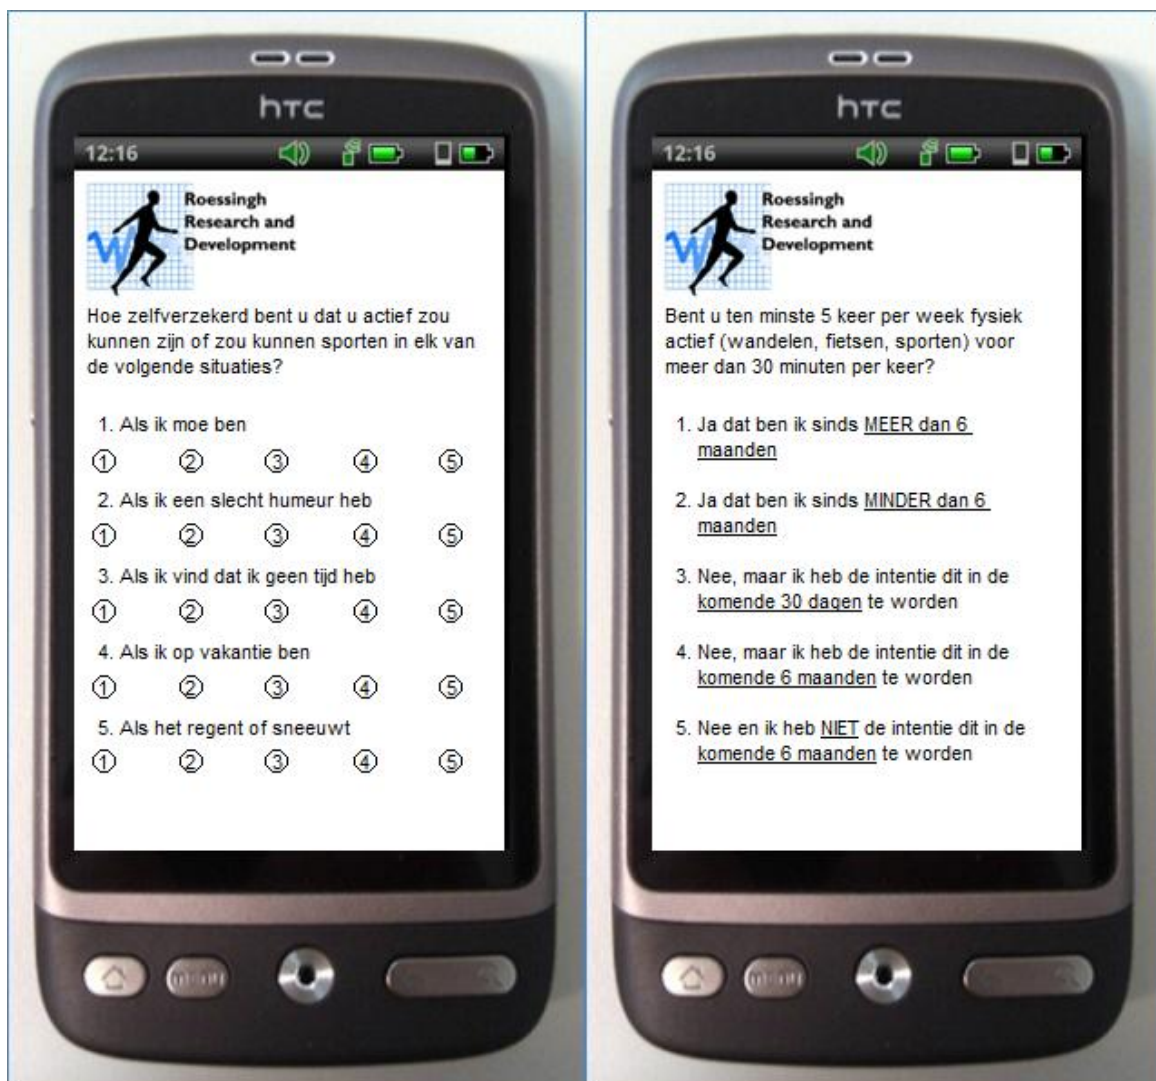 hTC
12:16
Roessingh
Research and
Development
Hoe zelfverzekerd bent u dat u actief zou
kunnen zijn of zou kunnen sporten in elk van
de volgende situaties?
1. Als ik moe ben
1 2 3 4 5
2. Als ik een slecht humeur heb
1 2 3 4 5
3. Als ik vind dat ik geen tijd heb
1 2 3 4 5
4. Als ik op vakantie ben
1 2 3 4 5
5. Als het regent of sneeuwt
1 2 3 4 5
menu
hTC
12:16
Roessingh
Research and
Development
Bent u ten minste 5 keer per week fysiek
actief (wandelen, fietsen, sporten) voor
meer dan 30 minuten per keer?
1. Ja dat ben ik sinds MEER dan 6
maanden
2. Ja dat ben ik sinds MINDER dan 6
maanden
3. Nee, maar ik heb de intentie dit in de
komende 30 dagen te worden
4. Nee, maar ik heb de intentie dit in de
komende 6 maanden te worden
5. Nee en ik heb NIET de intentie dit in de
komende 6 maanden te worden
menu